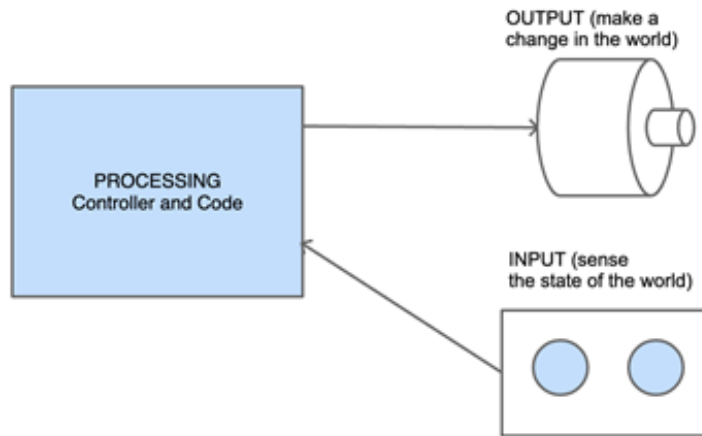 OUTPUT (make a
change in the world)
PROCESSING
Controller and Code
INPUT (sense
the state of the world)